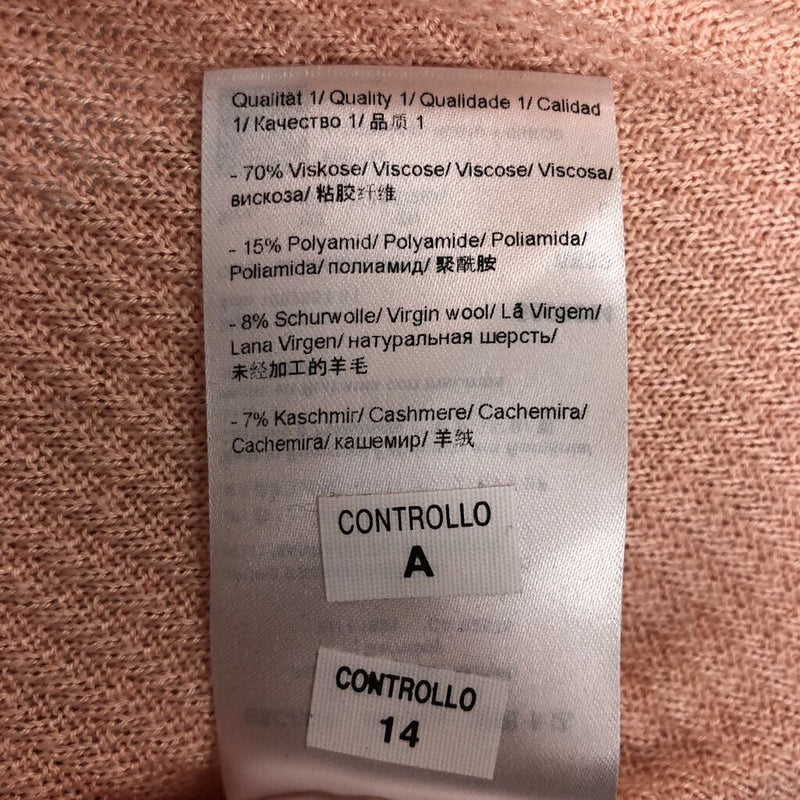 Qualität 1/ Quality 1/ Qualidade 1/ Calidad
1/ Качество 1/ 品质 1
- 70% Viskose/ Viscose/ Viscose/ Viscosa/
вискоза/ 粘胶纤维
- 15% Polyamid/ Polyamide/ Poliamida/
Poliamida/ полиамид/ 聚酰胺
- 8% Schurwolle/ Virgin wool/ Lã Virgem/
Lana Virgen/ натуральная шерсть/
未经加工的羊毛
- 7% Kaschmir/ Cashmere/ Cachemira/
Cachemira/ кашемир/ 羊绒
CONTROLLO
A
CONTROLLO
14